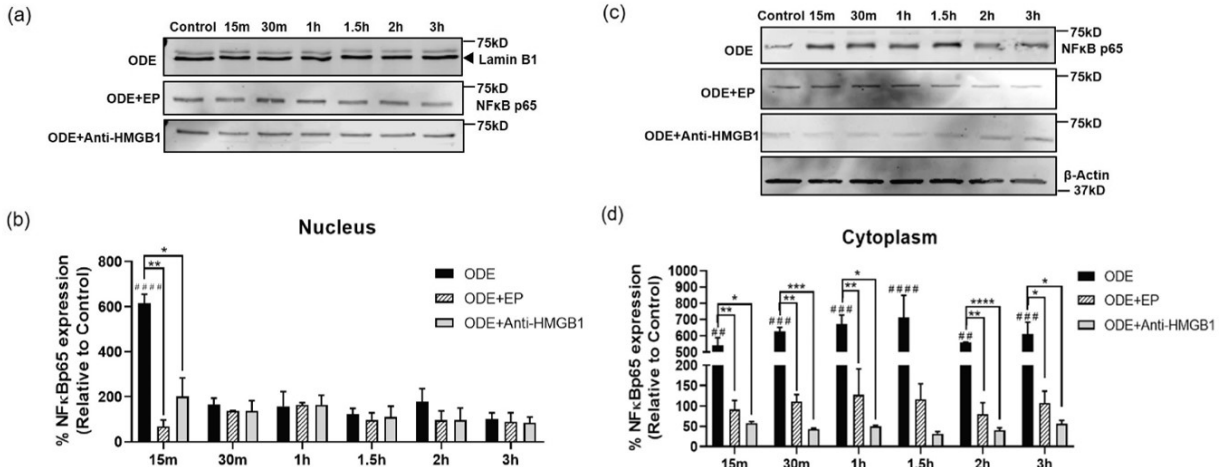 (a)
Control 15m 30m 1h 1.5h 2h 3h
75kD
ODE
Lamin B1
75kD
ODE+EP
NFκB p65
75kD
ODE+Anti-HMGB1
(b)
Nucleus
% NFκBp65 expression
(Relative to Control)
800
600
400
200
0
*
**
####
ODE
ODE+EP
ODE+Anti-HMGB1
15m 30m 1h 1.5h 2h 3h
(c)
Control 15m 30m 1h 1.5h 2h 3h
75kD
ODE
NFκB p65
75kD
ODE+EP
75kD
ODE+Anti-HMGB1
β-Actin
37kD
(d)
Cytoplasm
% NFκBp65 expression
(Relative to Control)
1000
900
800
700
600
500
200
150
100
50
0
*
**
##
***
**
###
*
**
###
####
****
**
##
*
*
###
ODE
ODE+EP
ODE+Anti-HMGB1
15m 30m 1h 1.5h 2h 3h